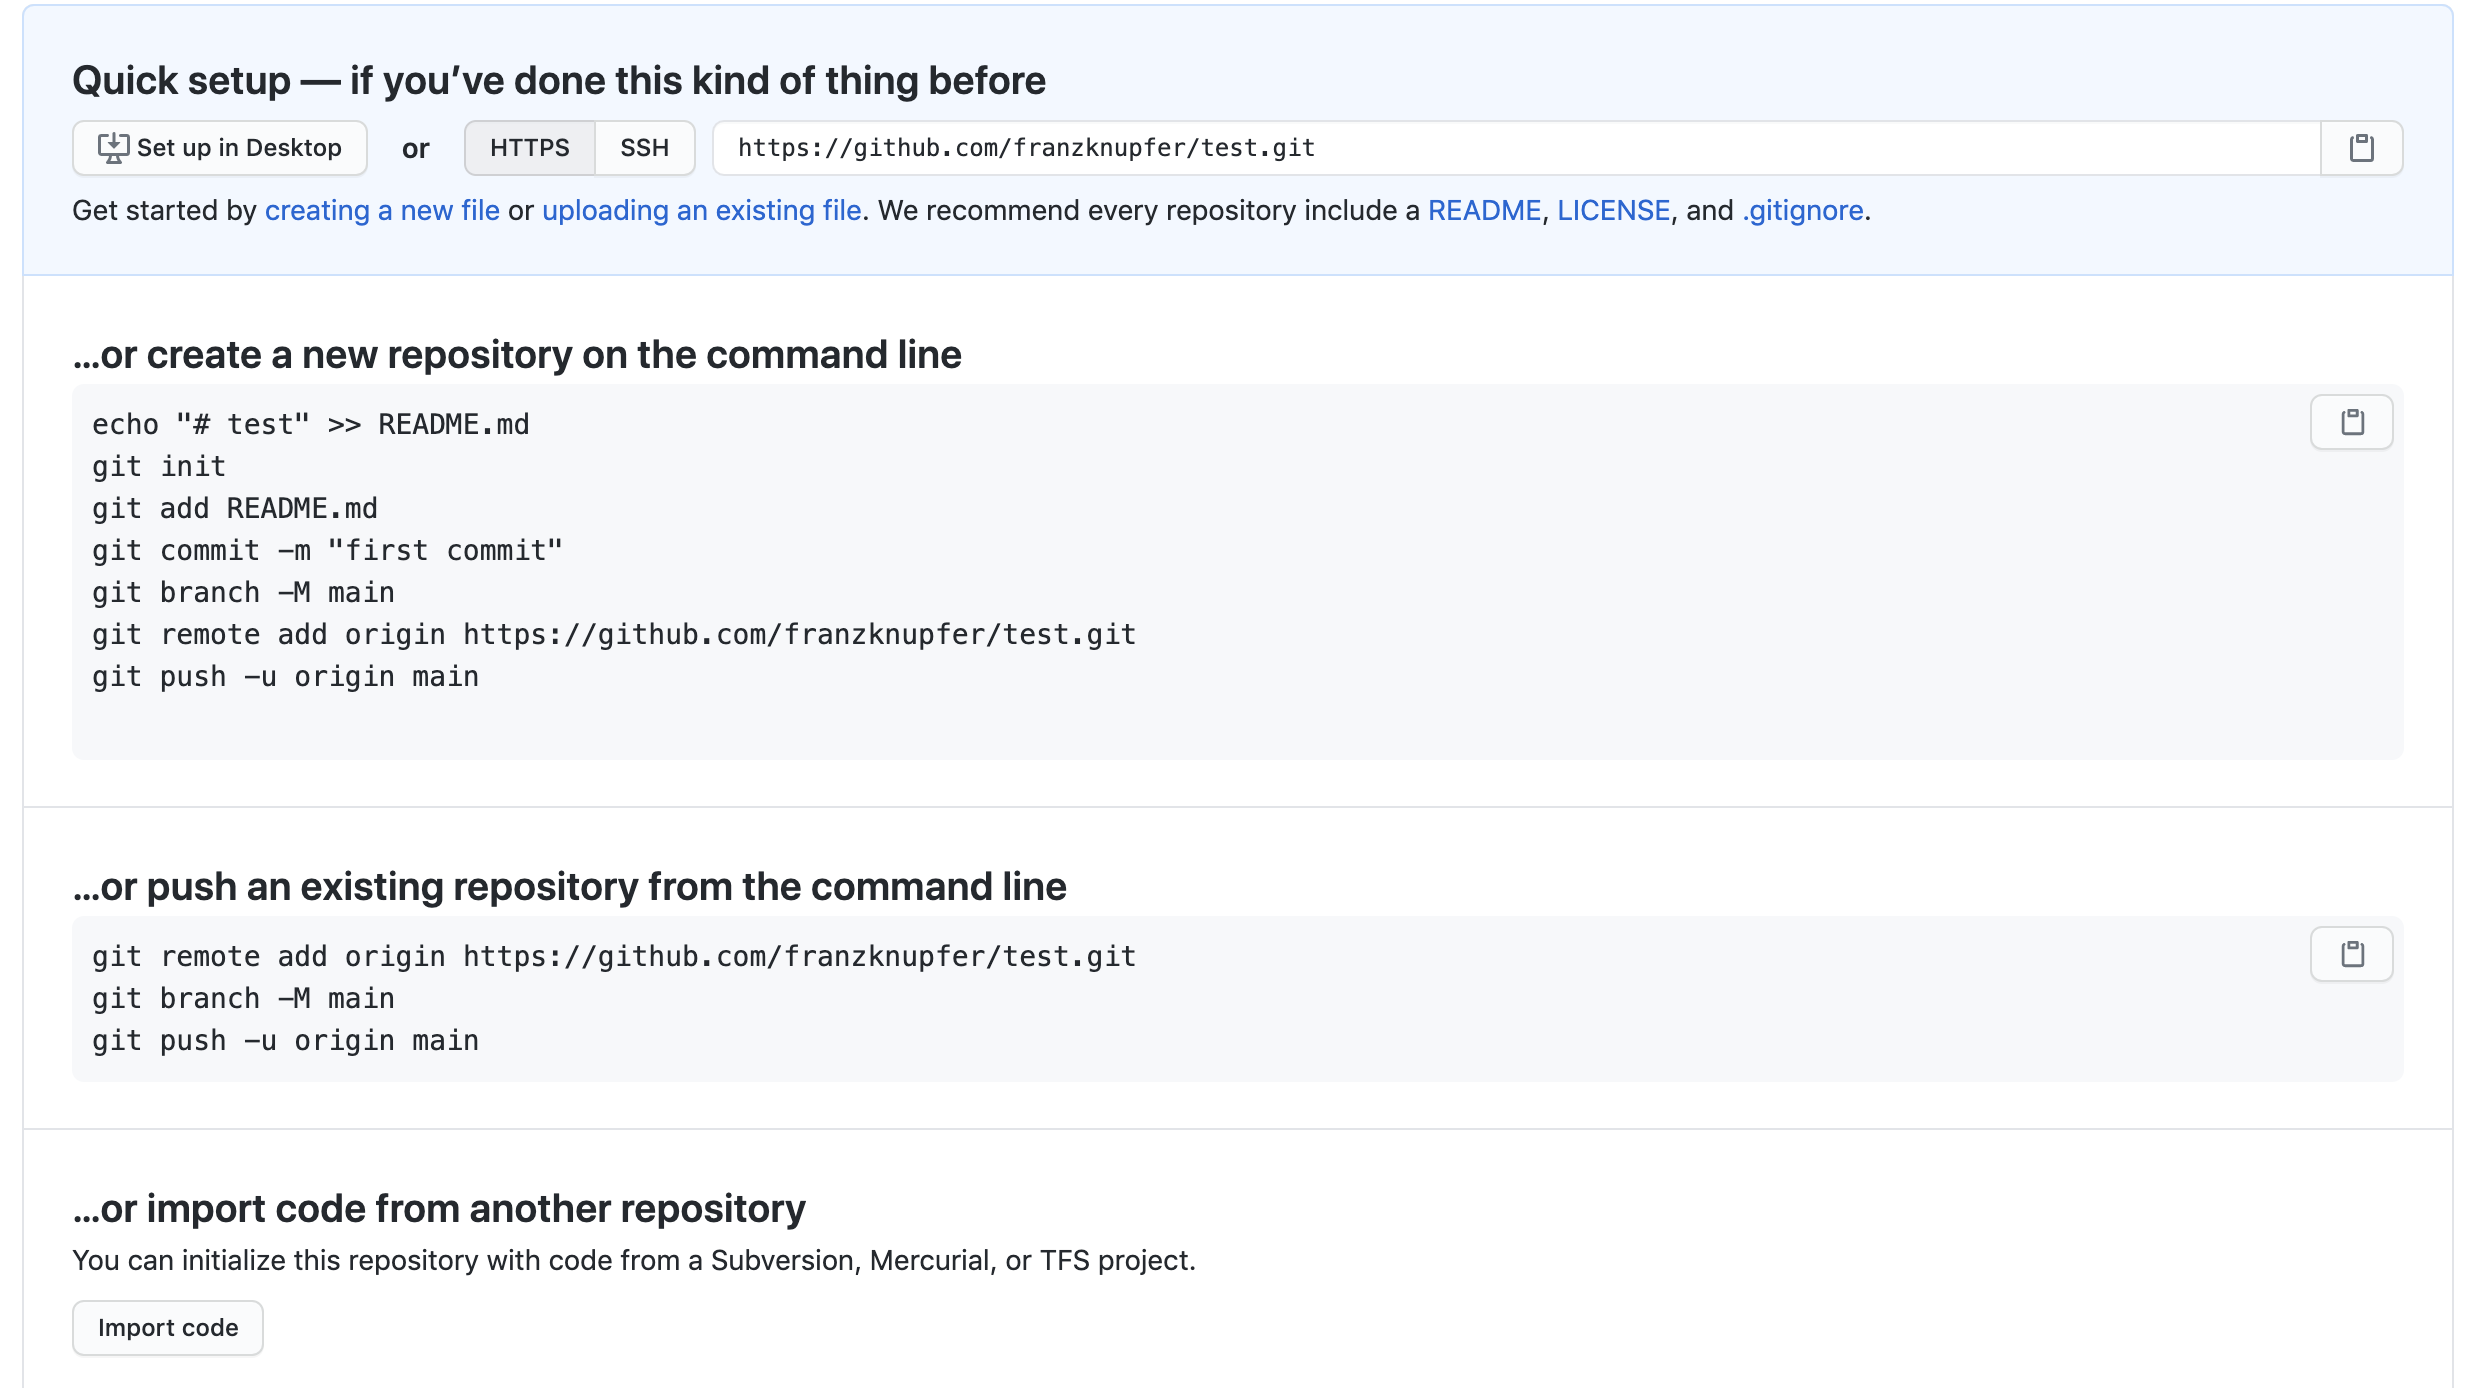 Quick setup — if you’ve done this kind of thing before
Set up in Desktop or HTTPS SSH https://github.com/franzknupfer/test.git
Get started by creating a new file or uploading an existing file. We recommend every repository include a README, LICENSE, and .gitignore.
…or create a new repository on the command line
echo "# test" >> README.md
git init
git add README.md
git commit -m "first commit"
git branch -M main
git remote add origin https://github.com/franzknupfer/test.git
git push -u origin main
…or push an existing repository from the command line
git remote add origin https://github.com/franzknupfer/test.git
git branch -M main
git push -u origin main
…or import code from another repository
You can initialize this repository with code from a Subversion, Mercurial, or TFS project.
Import code